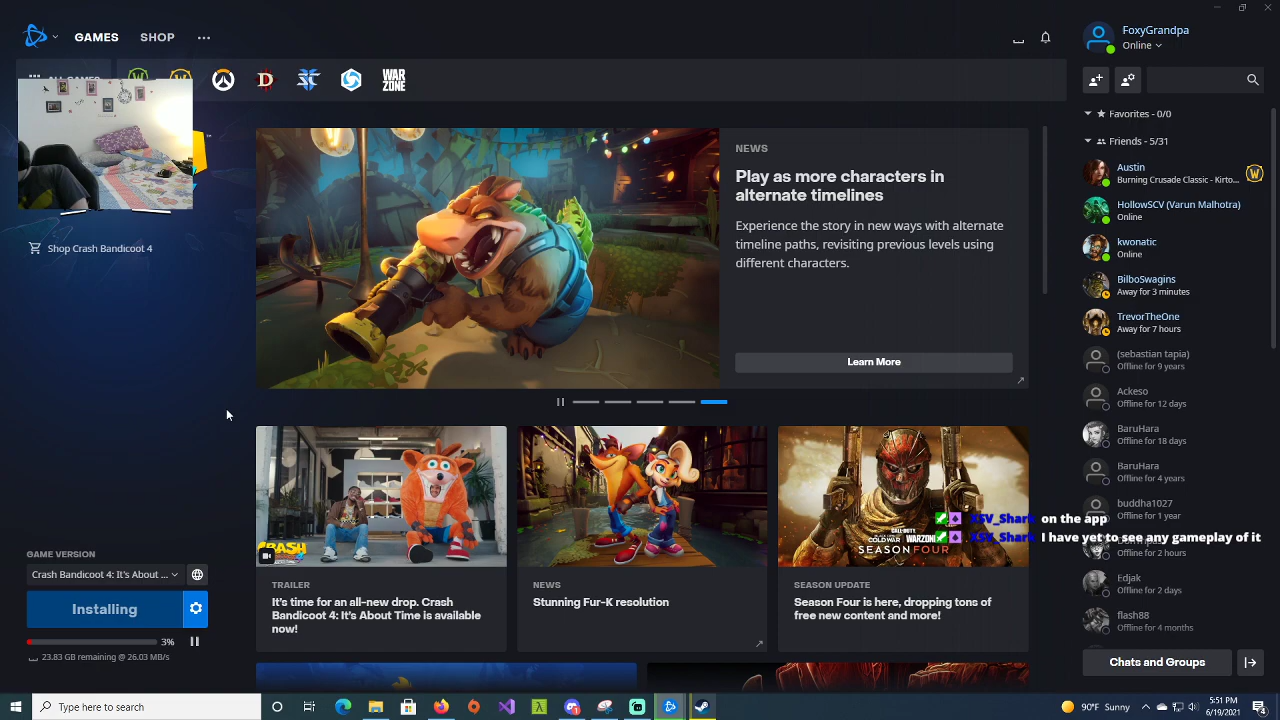 GAMES
SHOP
...
FoxyGrandpa
Online
WAR
ZONE
Favorites - 0/0
Friends - 5/31
Austin
Burning Crusade Classic - Kirto...
HollowSCV (Varun Malhotra)
Online
kwonatic
Online
BilboSwagins
Away for 3 minutes
TrevorTheOne
Away for 7 hours
(sebastian tapia)
Offline for 9 years
Ackeso
Offline for 12 days
BaruHara
Offline for 18 days
BaruHara
Offline for 4 years
buddha1027
Offline for 1 year
Offline for 2 hours
Edjak
Offline for 2 days
flash88
Offline for 4 months
Chats and Groups
Shop Crash Bandicoot 4
NEWS
Play as more characters in
alternate timelines
Experience the story in new ways with alternate
timeline paths, revisiting previous levels using
different characters.
Learn More
TRAILER
It's time for an all-new drop. Crash
Bandicoot 4: It's About Time is available
now!
NEWS
Stunning Fur-K resolution
CALL OF DUTY
COLD WAR WARZONE
SEASON FOUR
SEASON UPDATE
Season Four is here, dropping tons of
free new content and more!
XSV_Shark on the app
XSV_Shark I have yet to see any gameplay of it
GAME VERSION
Crash Bandicoot 4: It's About ...
Installing
3%
23.83 GB remaining @ 26.03 MB/s
Type here to search
90°F Sunny
5:51 PM
6/19/2021